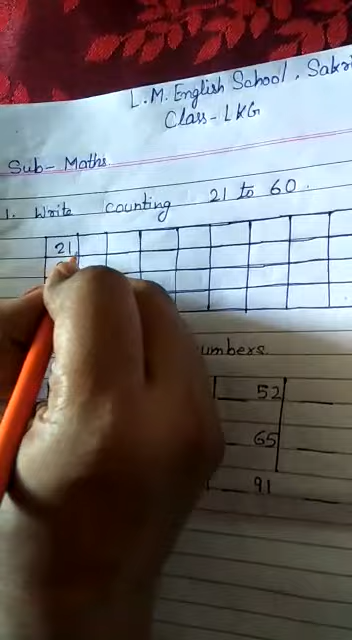 L.M. English School, Sakri
Class- LKG
Sub- Maths.
1. Write counting 21 to 60.
21
umbers.
52
65
91